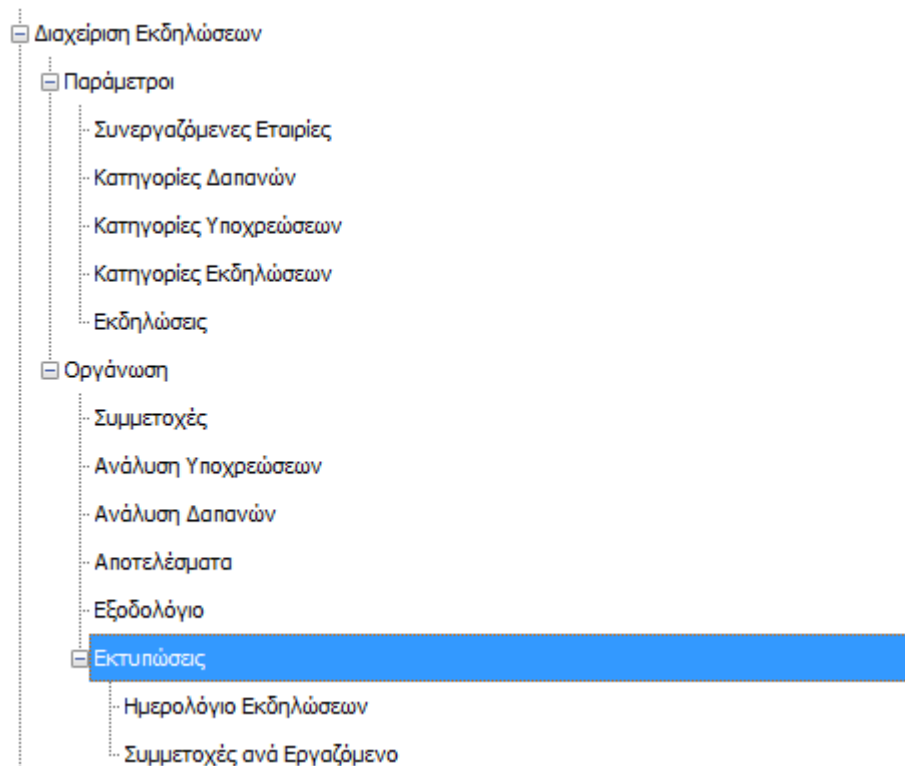 Διαχείριση Εκδηλώσεων
Παράμετροι
Συνεργαζόμενες Εταιρίες
Κατηγορίες Δαπανών
Κατηγορίες Υποχρεώσεων
Κατηγορίες Εκδηλώσεων
Εκδηλώσεις
Οργάνωση
Συμμετοχές
Ανάλυση Υποχρεώσεων
Ανάλυση Δαπανών
Αποτελέσματα
Εξοδολόγιο
Εκτυπώσεις
Ημερολόγιο Εκδηλώσεων
Συμμετοχές ανά Εργαζόμενο